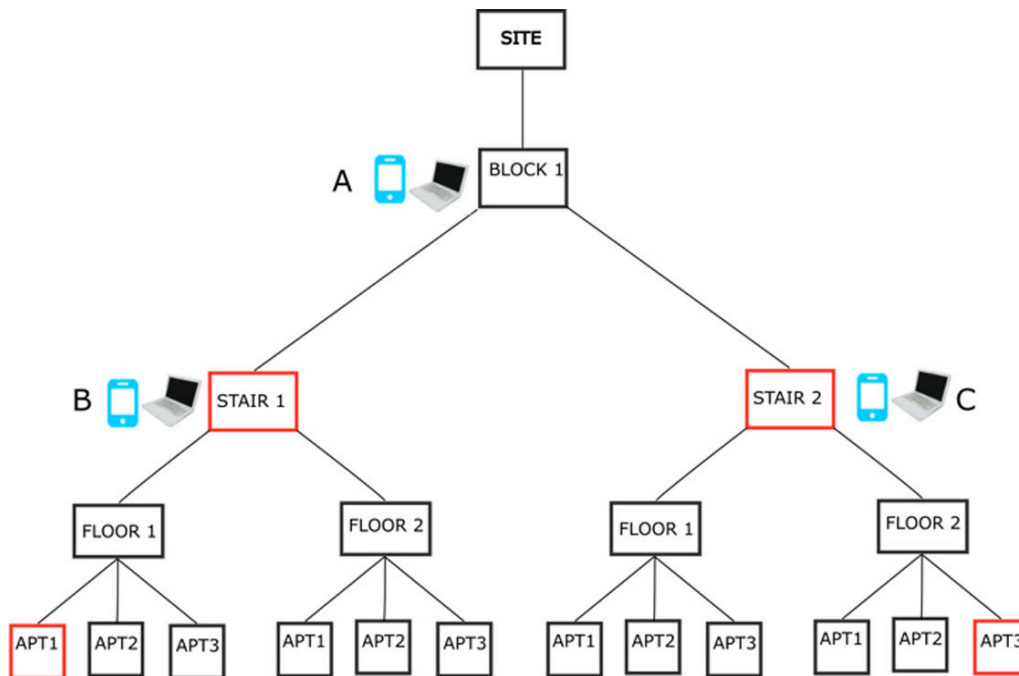 SITE
A
BLOCK 1
B
STAIR 1
STAIR 2
C
FLOOR 1
FLOOR 2
FLOOR 1
FLOOR 2
APT1
APT2
APT3
APT1
APT2
APT3
APT1
APT2
APT3
APT1
APT2
APT3